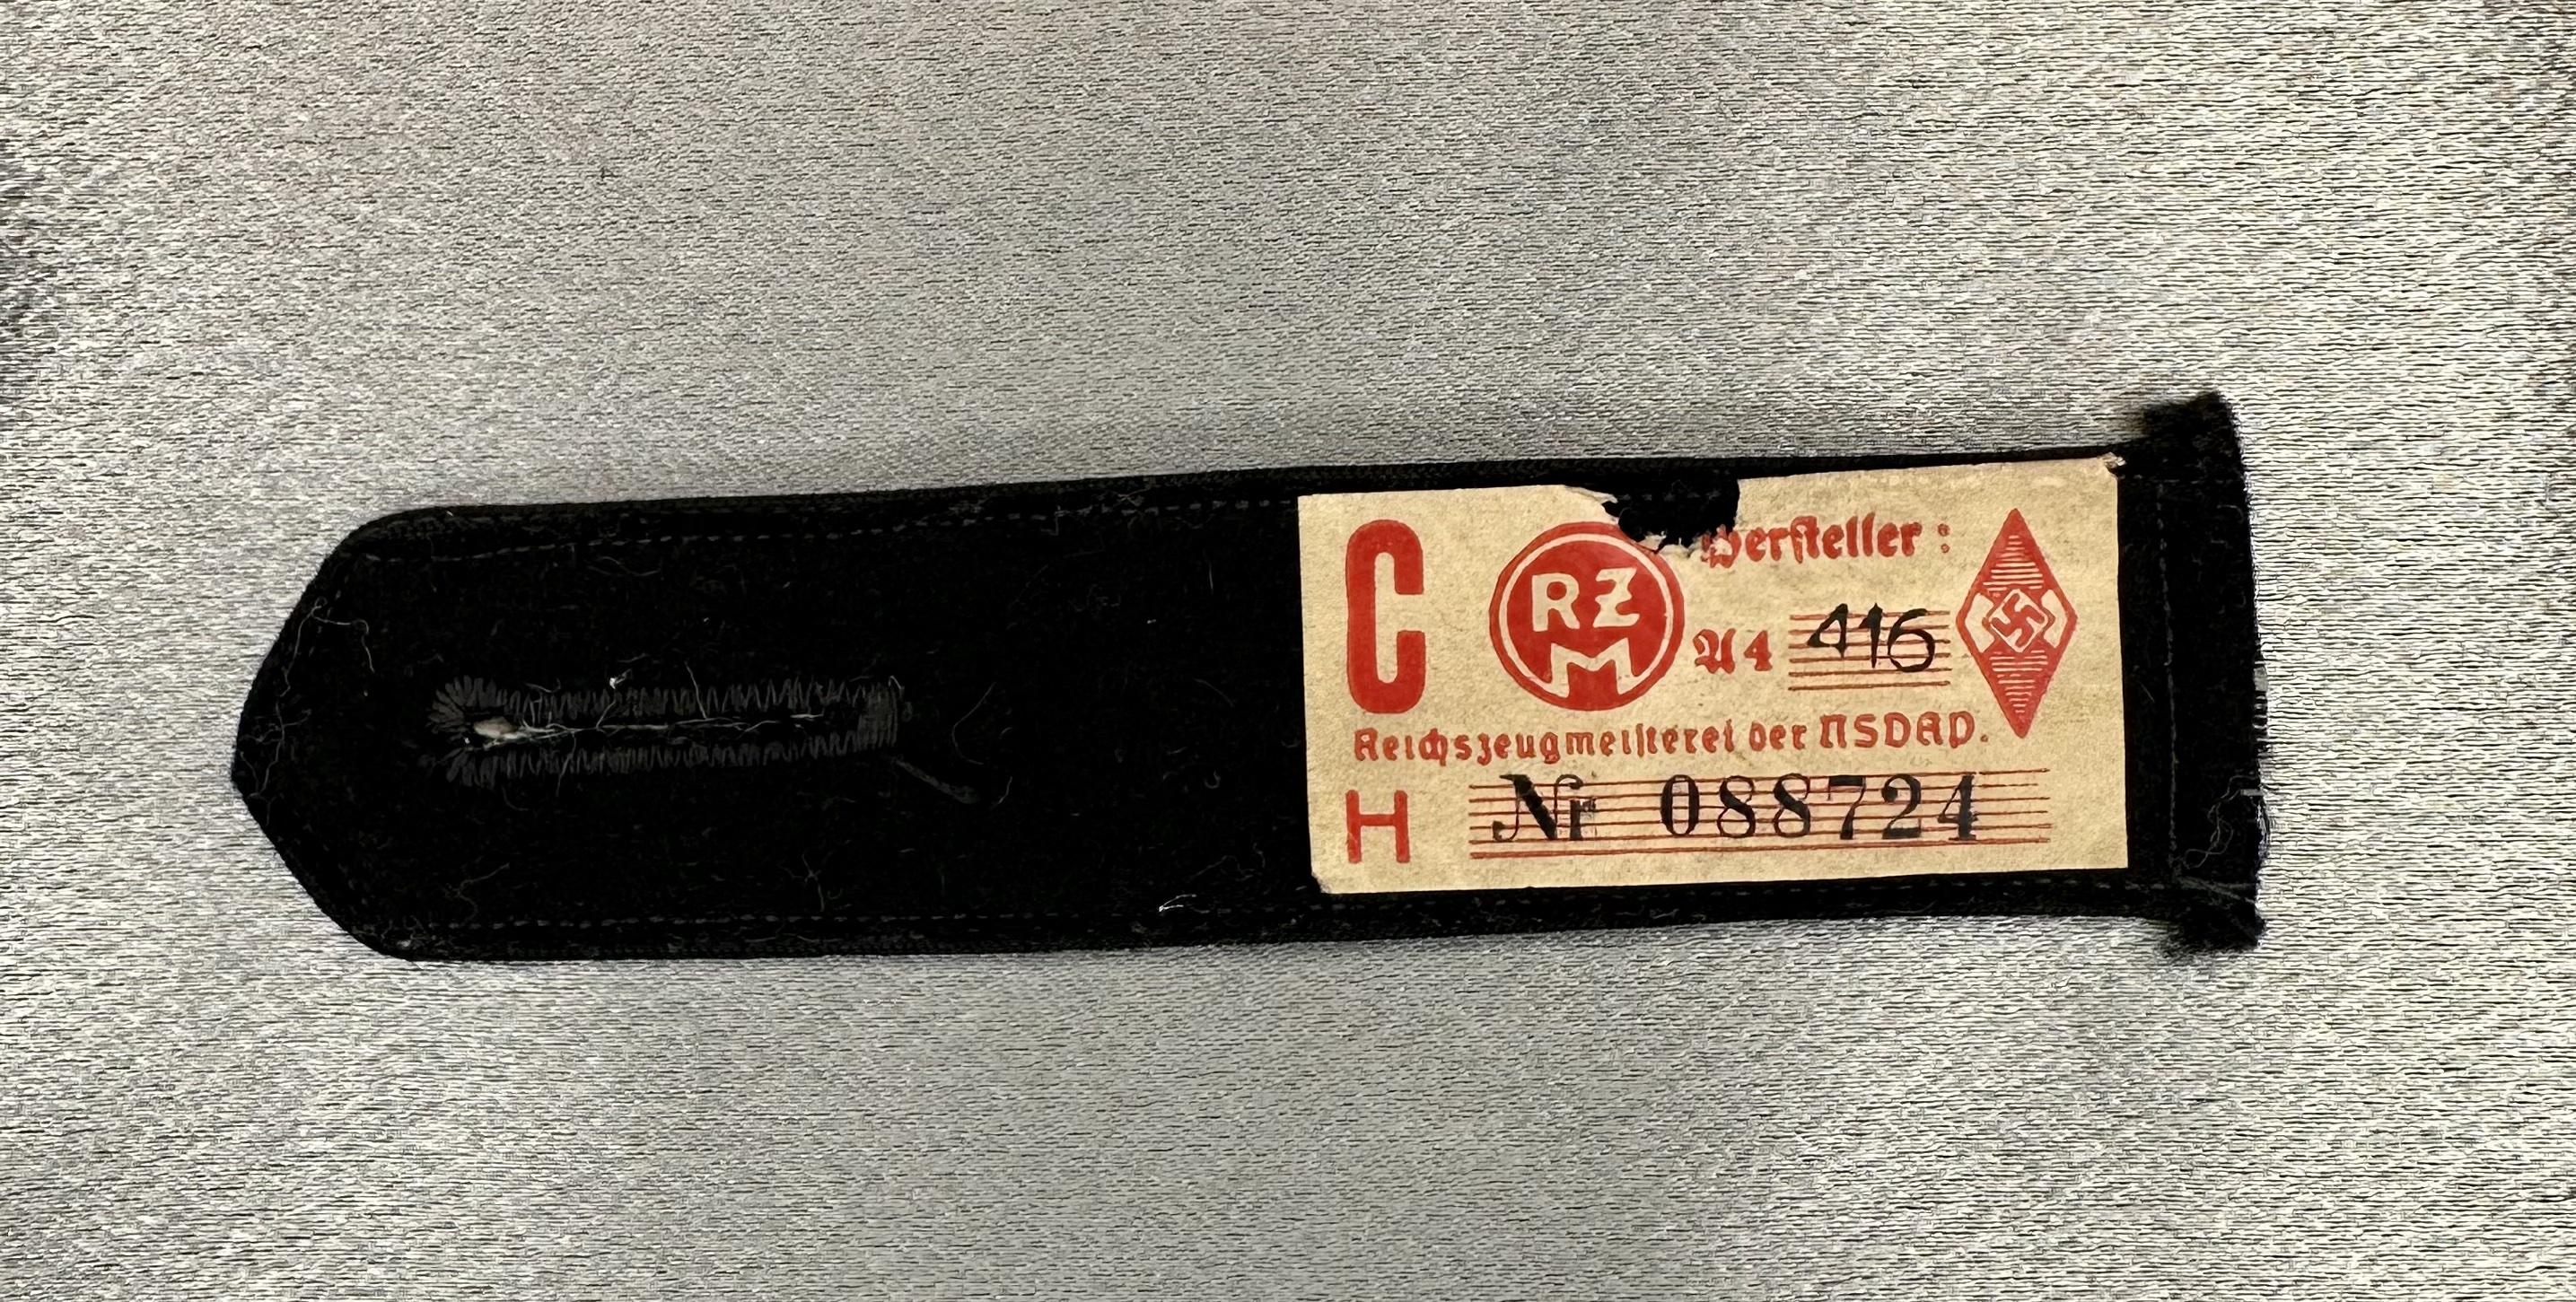 C
RZM
Hersteller:
A4 416
Reichszeugmeisterei der NSDAP.
H Nr 088724